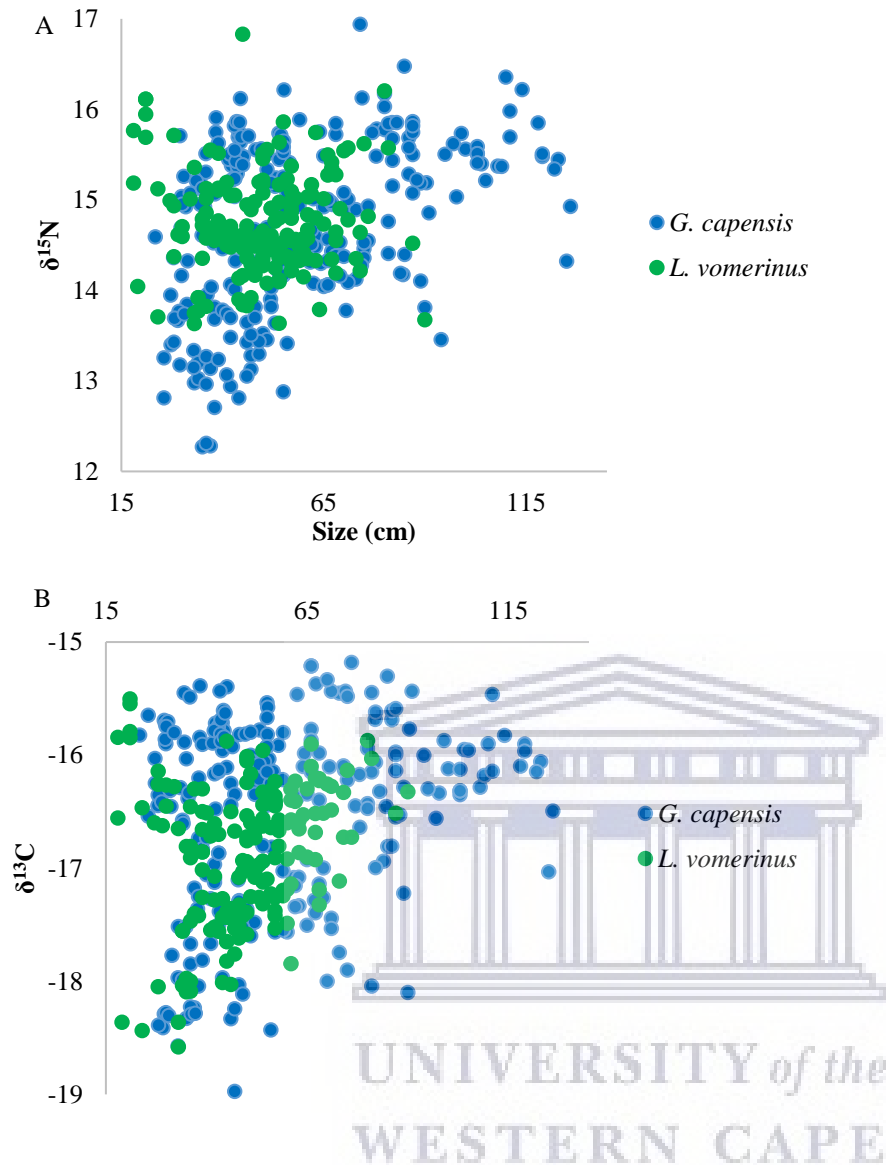 A
17
16
15
14
13
12
δ15N
15 65 115
Size (cm)
G. capensis
L. vomerinus
B
15 65 115
-15
-16
-17
-18
-19
δ13C
G. capensis
L. vomerinus
UNIVERSITY of the
WESTERN CAPE